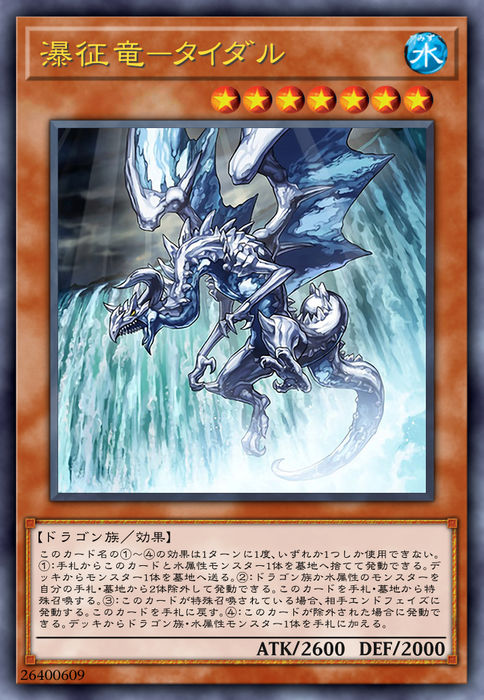 瀑征竜－タイダル
水
【ドラゴン族／効果】
このカード名の①～④の効果は1ターンに1度、いずれか1つしか使用できない。
①：手札からこのカードと水属性モンスター1体を墓地へ捨てて発動できる。デ
ッキからモンスター1体を墓地へ送る。②：ドラゴン族か水属性のモンスターを
自分の手札・墓地から2体除外して発動できる。このカードを手札・墓地から特
殊召喚する。③：このカードが特殊召喚されている場合、相手エンドフェイズに
発動する。このカードを手札に戻す。④：このカードが除外された場合に発動で
きる。デッキからドラゴン族・水属性モンスター1体を手札に加える。
ATK/2600 DEF/2000
26400609